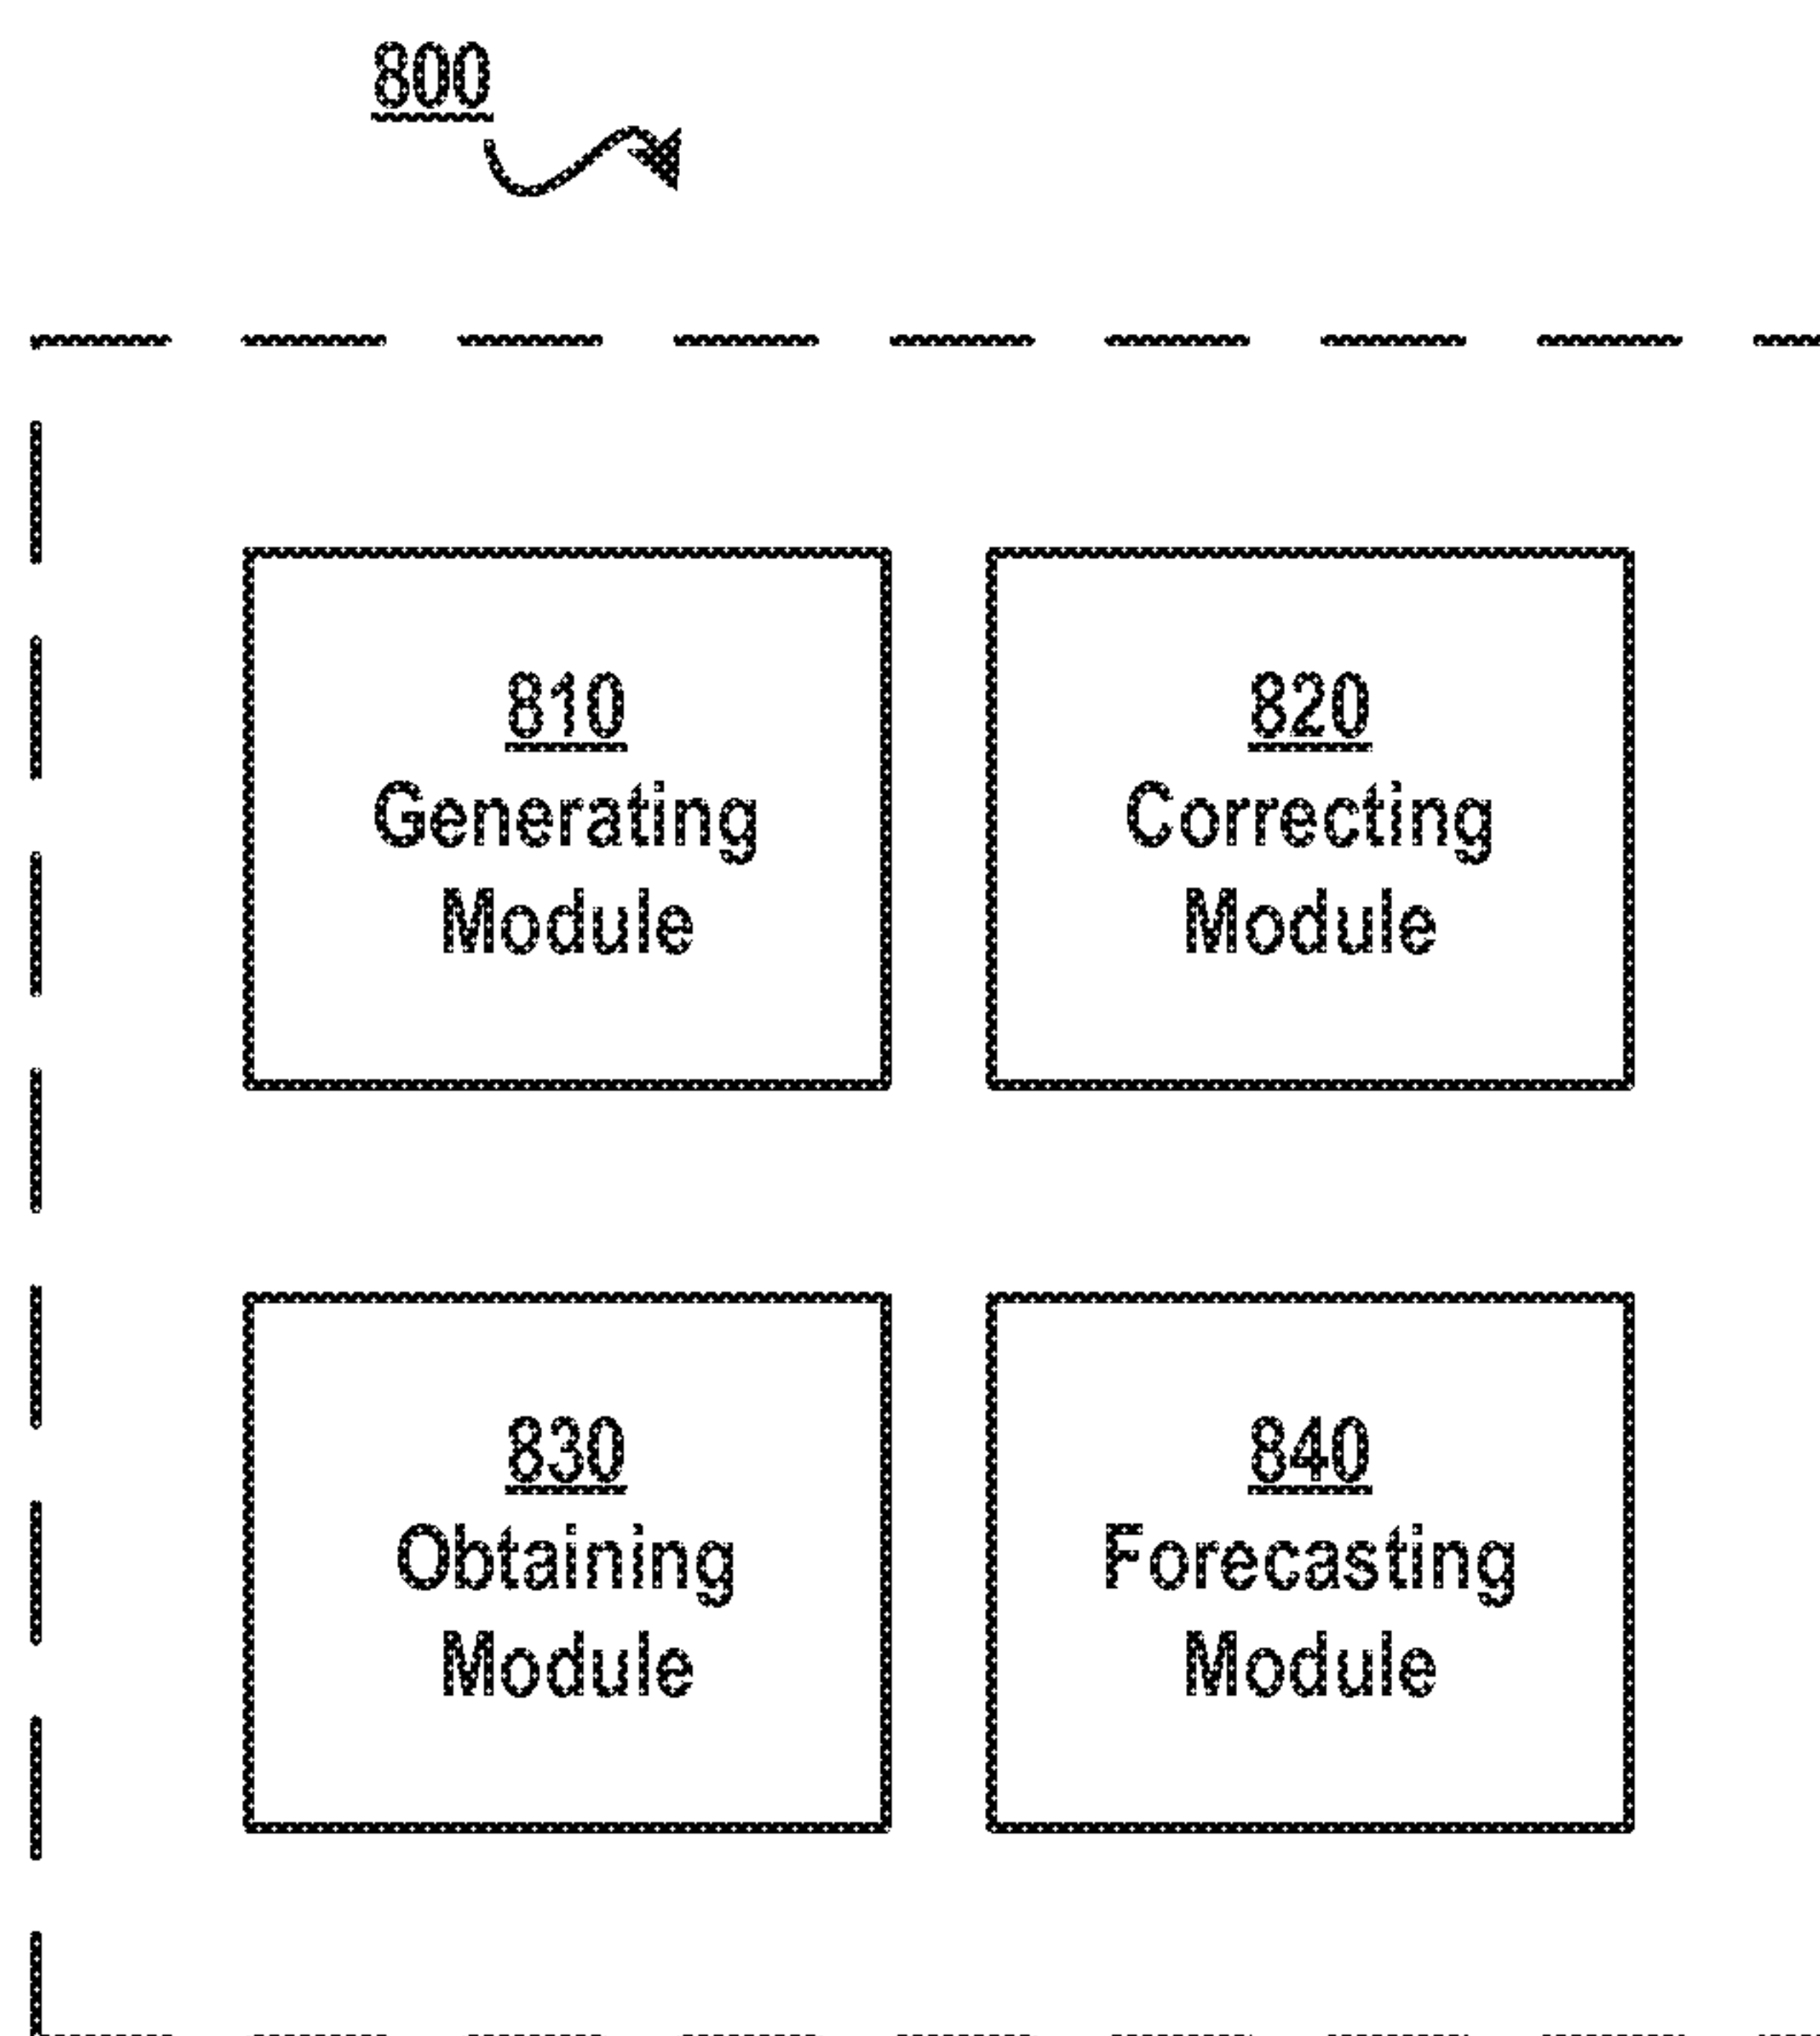 800
810
Generating
Module
820
Correcting
Module
830
Obtaining
Module
840
Forecasting
Module